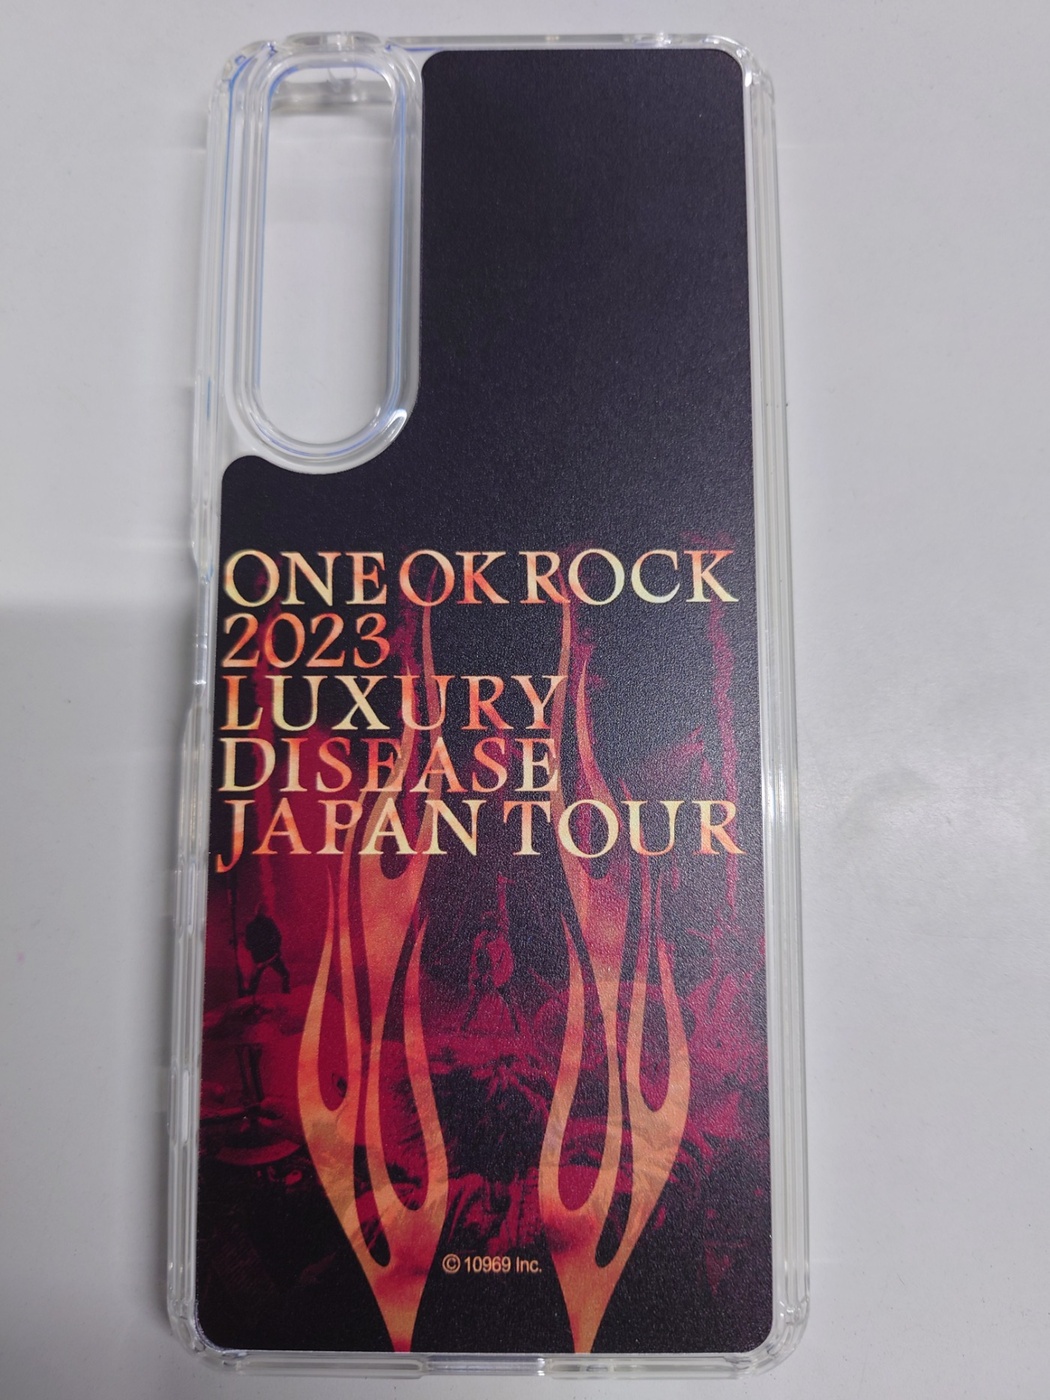 ONE OK ROCK
2023
LUXURY
DISEASE
JAPAN TOUR
© 10969 Inc.